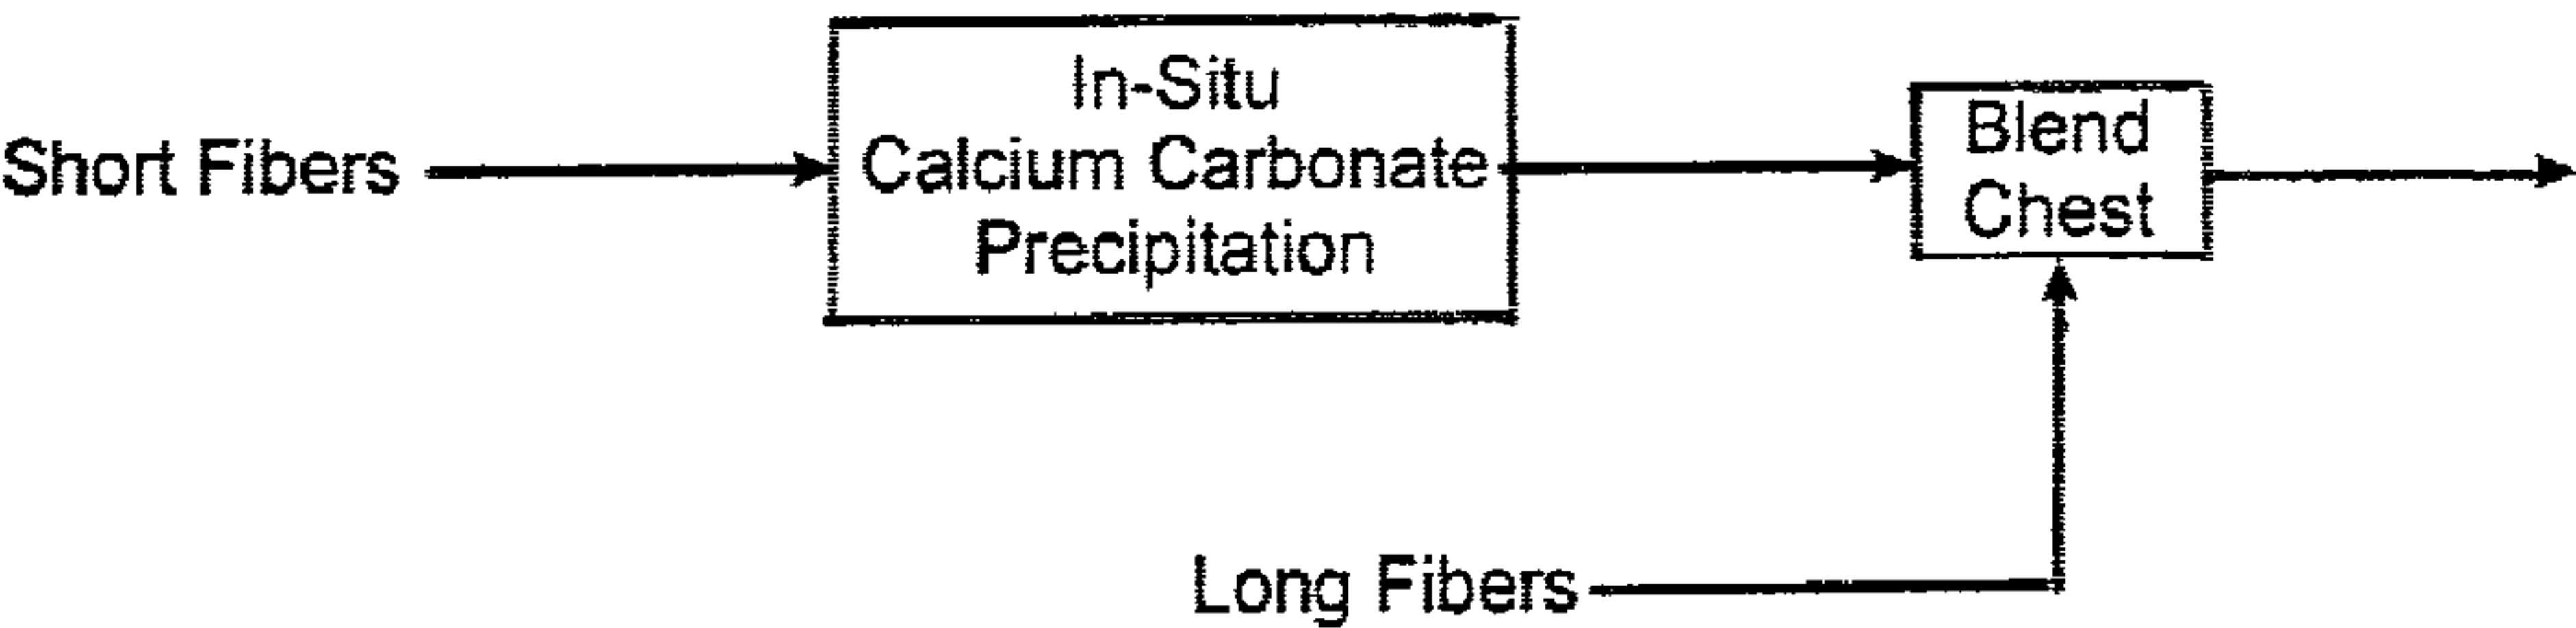 Short Fibers
In-Situ
Calcium Carbonate
Precipitation
Blend
Chest
Long Fibers